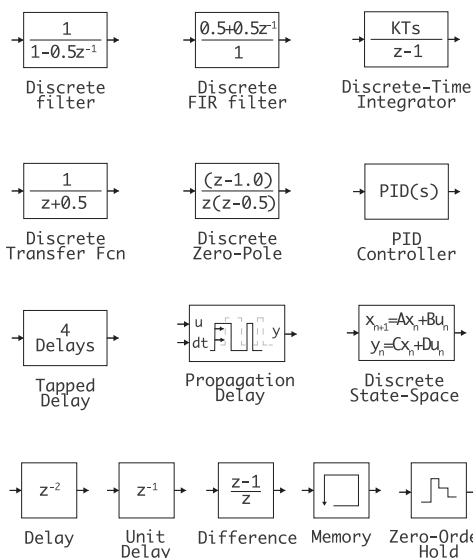 1
1-0.5z⁻¹
Discrete
filter
0.5+0.5z⁻¹
1
Discrete
FIR filter
KTs
z-1
Discrete-Time
Integrator
1
z+0.5
Discrete
Transfer Fcn
(z-1.0)
z(z-0.5)
Discrete
Zero-Pole
PID(s)
PID
Controller
4
Delays
Tapped
Delay
u
dt
y
Propagation
Delay
xₙ₊₁=Axₙ+Buₙ
yₙ=Cxₙ+Duₙ
Discrete
State-Space
z⁻²
Delay
z⁻¹
Unit
Delay
z-1
z
Difference
Memory
Zero-Orde
Hold